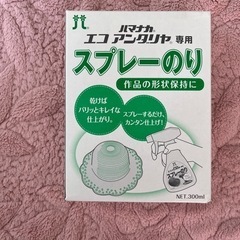 ハマナカ
エコアンダリヤ専用
スプレーのり
作品の形状保持に
乾けば
パリッとキレイな
仕上がり。
スプレーするだけ、
カンタン仕上げ!
NET.300ml